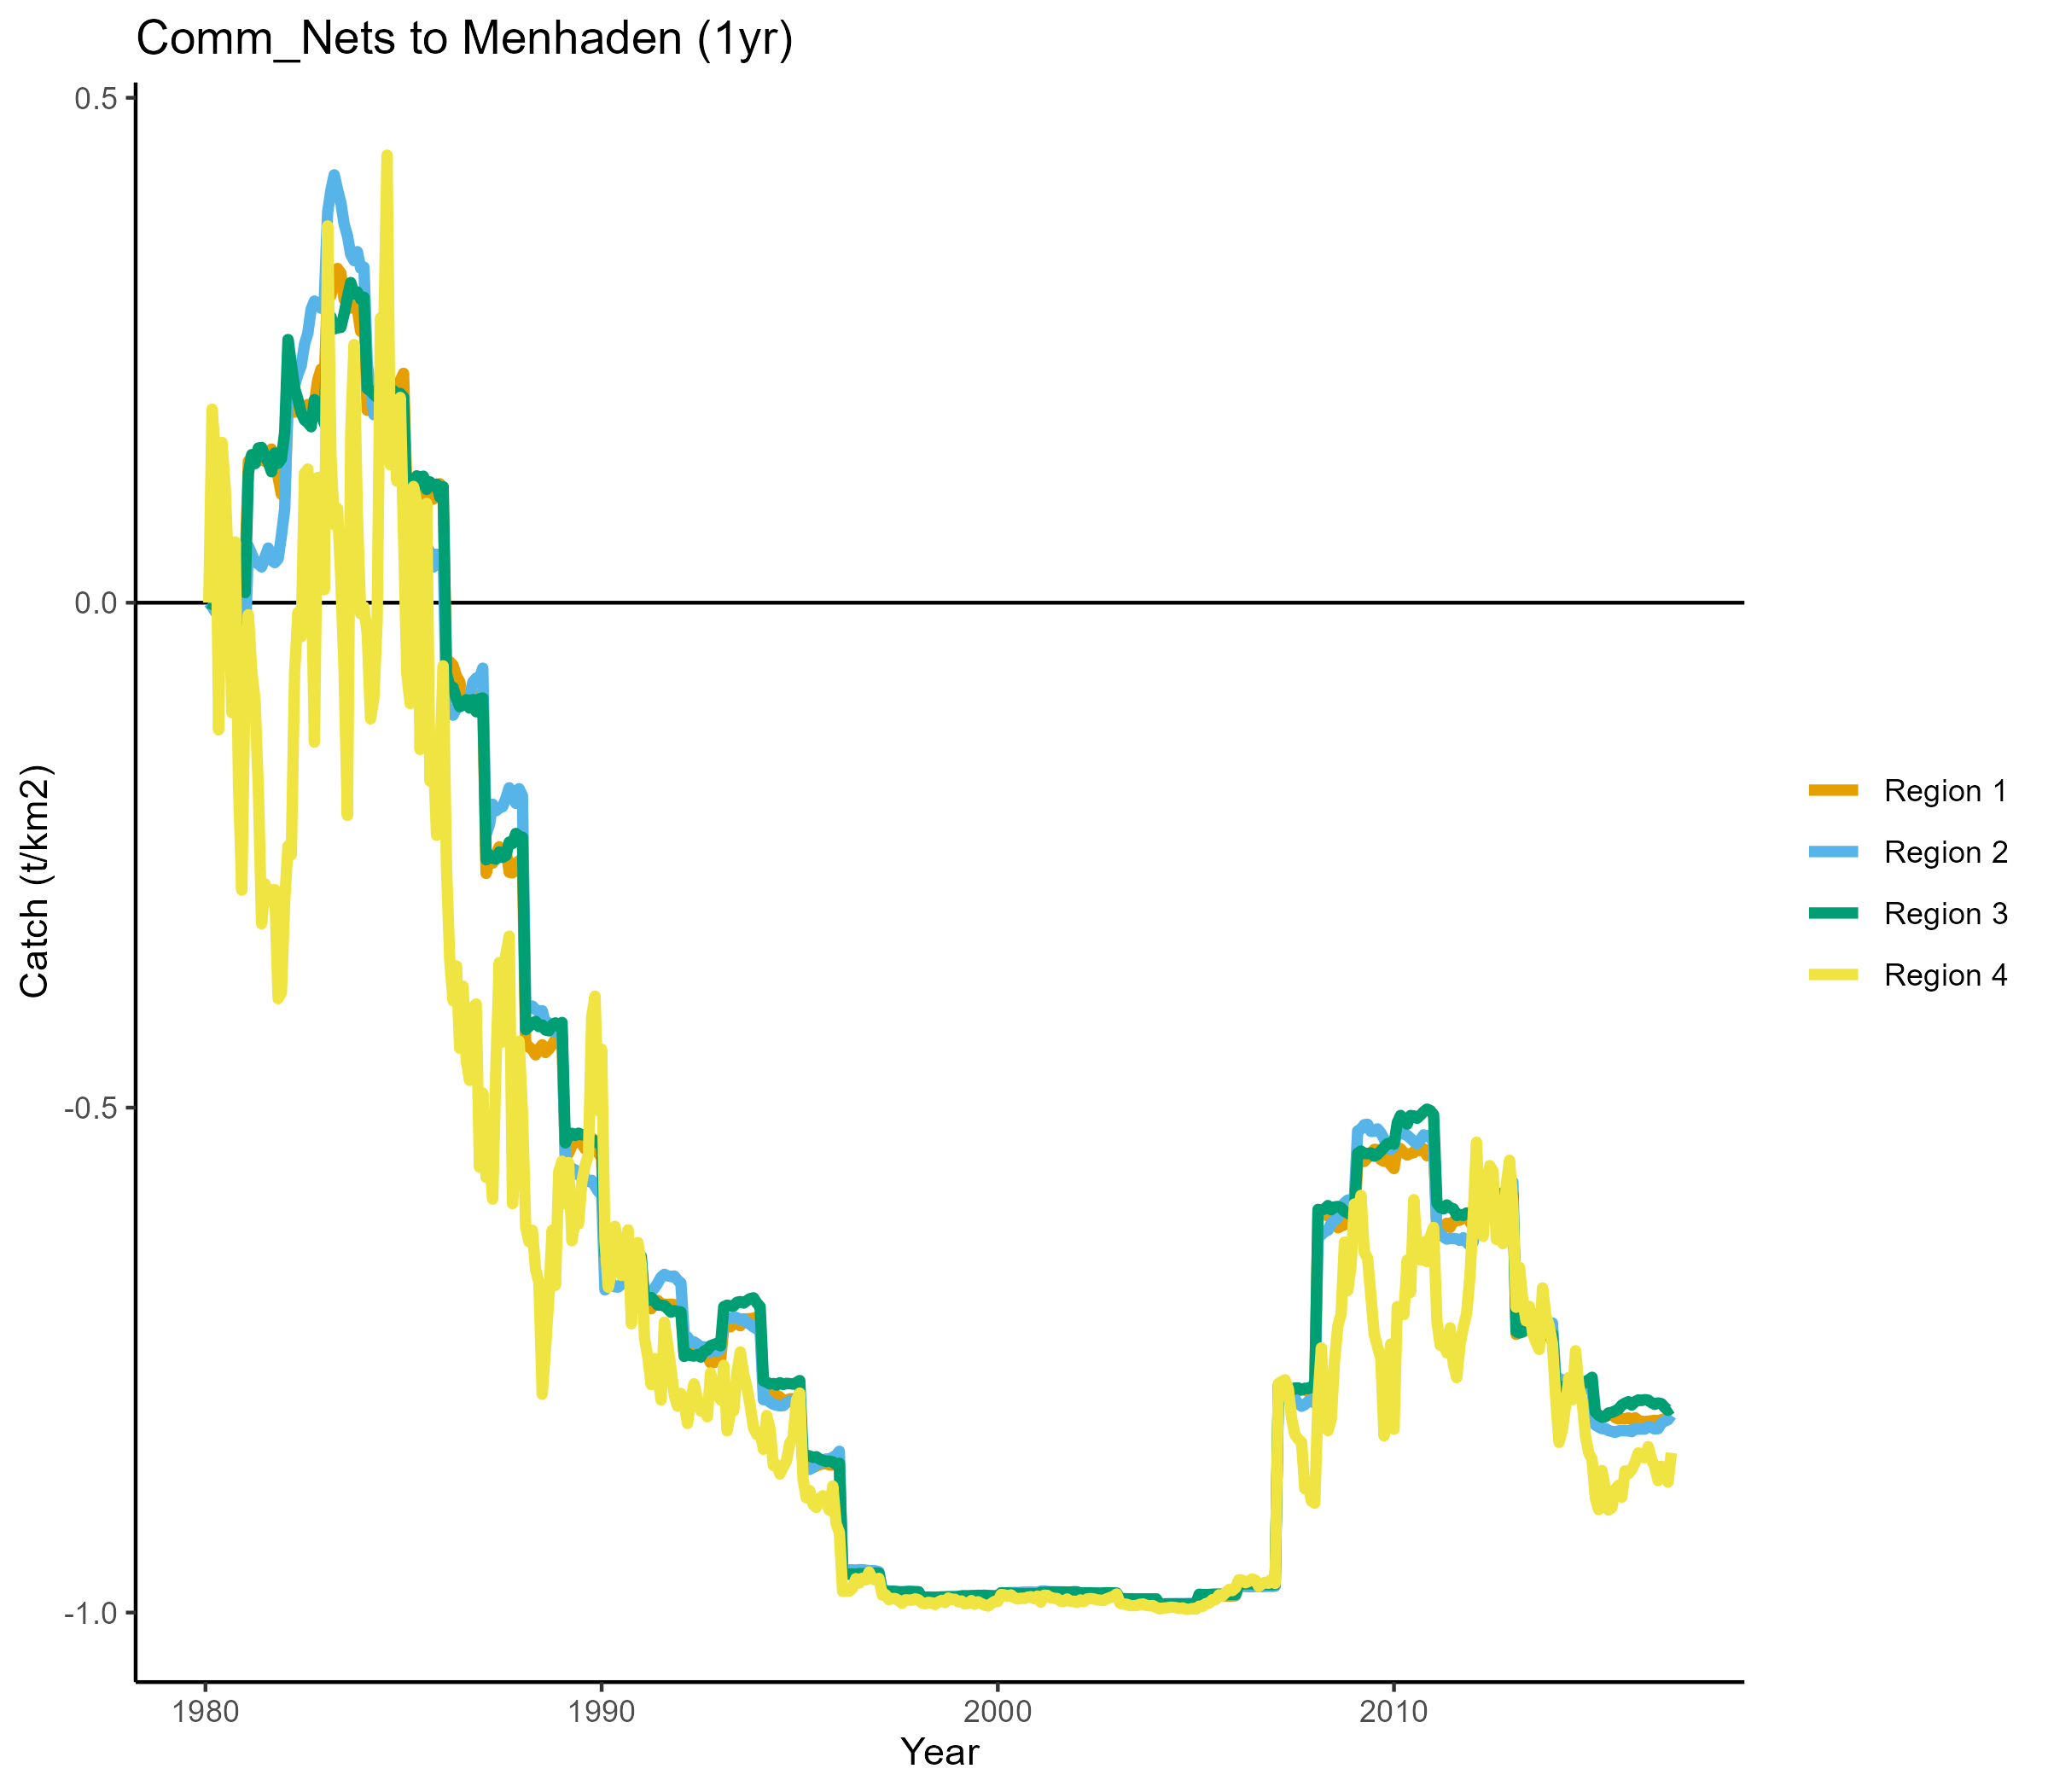 Comm_Nets to Menhaden (1yr)
0.5
0.0
-0.5
-1.0
Catch (t/km2)
1980
1990
2000
2010
Year
Region 1
Region 2
Region 3
Region 4